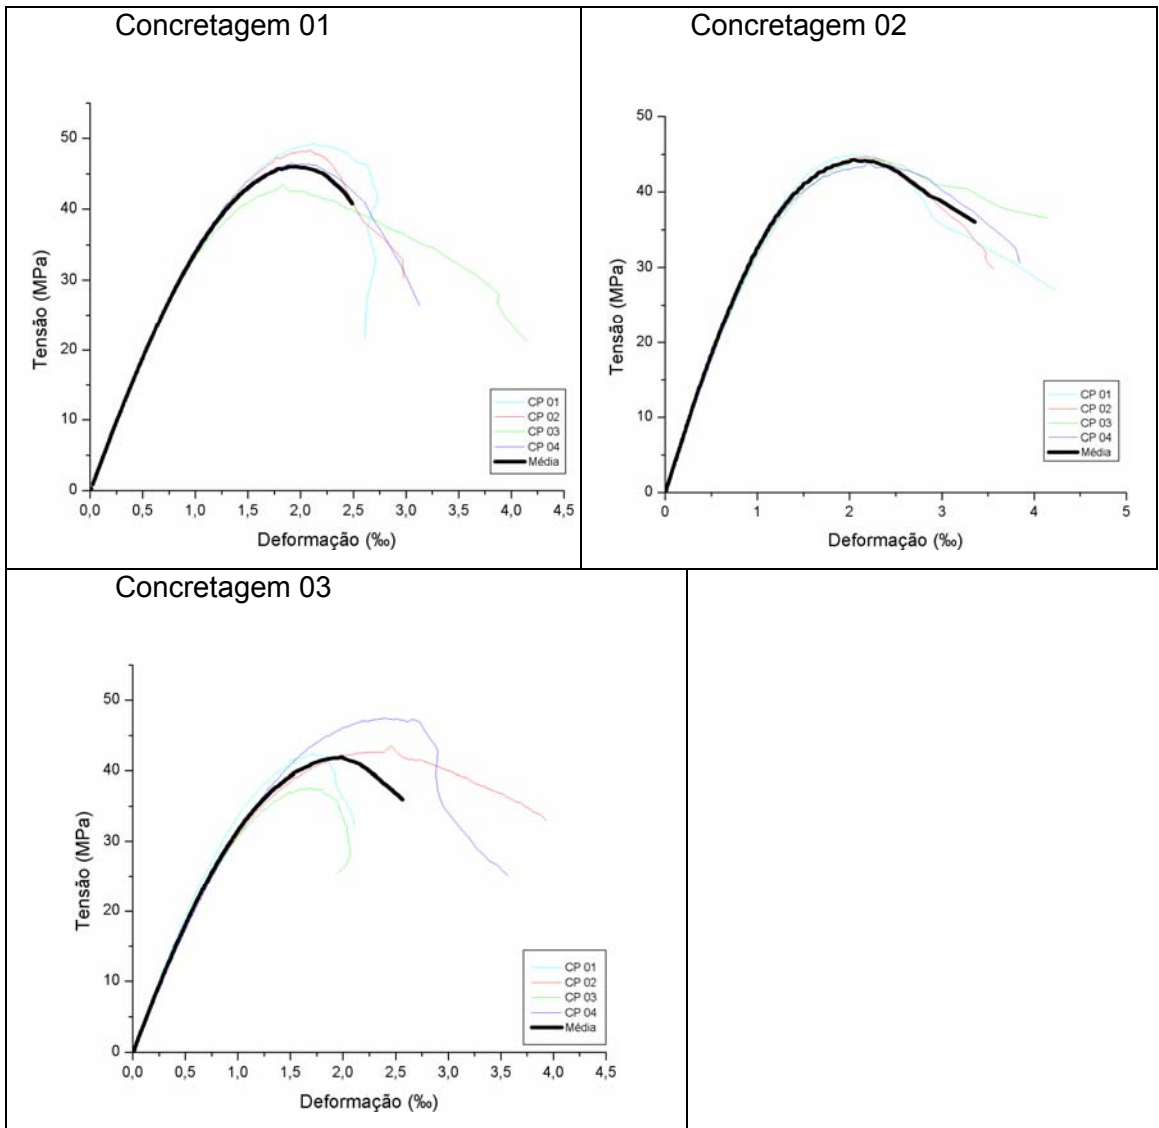 Concretagem 01
50
40
30
20
10
0
Tensão (MPa)
0,0 0,5 1,0 1,5 2,0 2,5 3,0 3,5 4,0 4,5
Deformação (‰)
CP 01
CP 02
CP 03
CP 04
Média
Concretagem 02
50
40
30
20
10
0
Tensão (MPa)
0 1 2 3 4 5
Deformação (‰)
CP 01
CP 02
CP 03
CP 04
Média
Concretagem 03
50
40
30
20
10
0
Tensão (MPa)
0,0 0,5 1,0 1,5 2,0 2,5 3,0 3,5 4,0 4,5
Deformação (‰)
CP 01
CP 02
CP 03
CP 04
Média